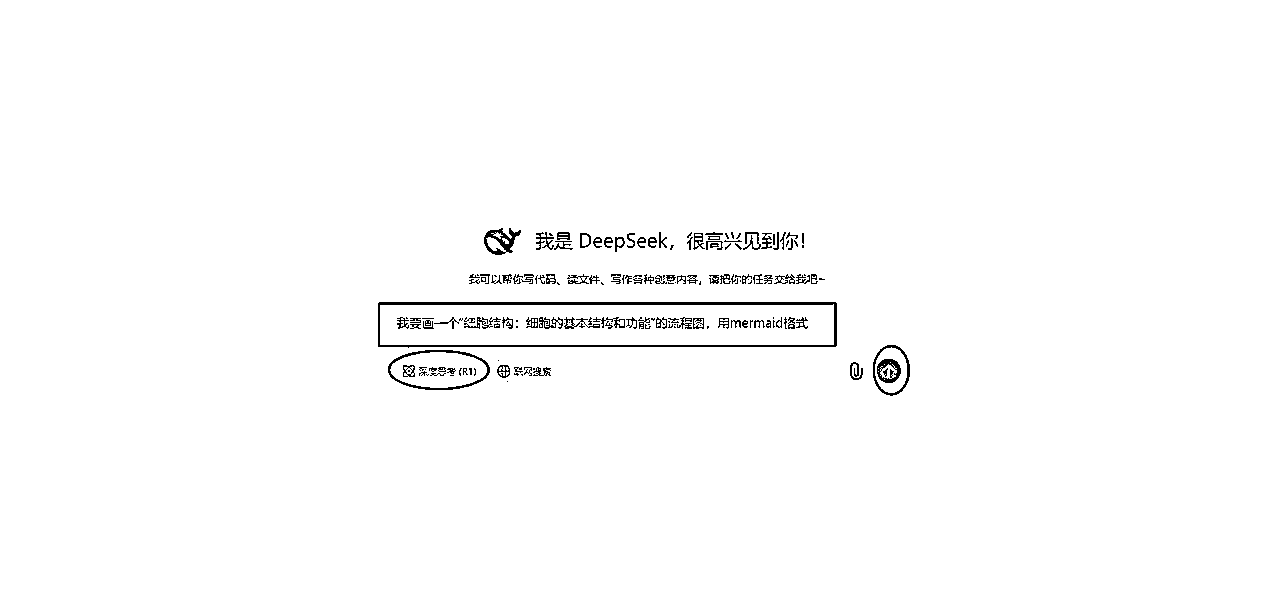 我是 DeepSeek，很高兴见到你！
我可以帮你写代码、读文件、写作各种创意内容，请把你的任务交给我吧~
我要画一个“细胞结构：细胞的基本结构和功能”的流程图，用mermaid格式
深度思考 (R1) 联网搜索